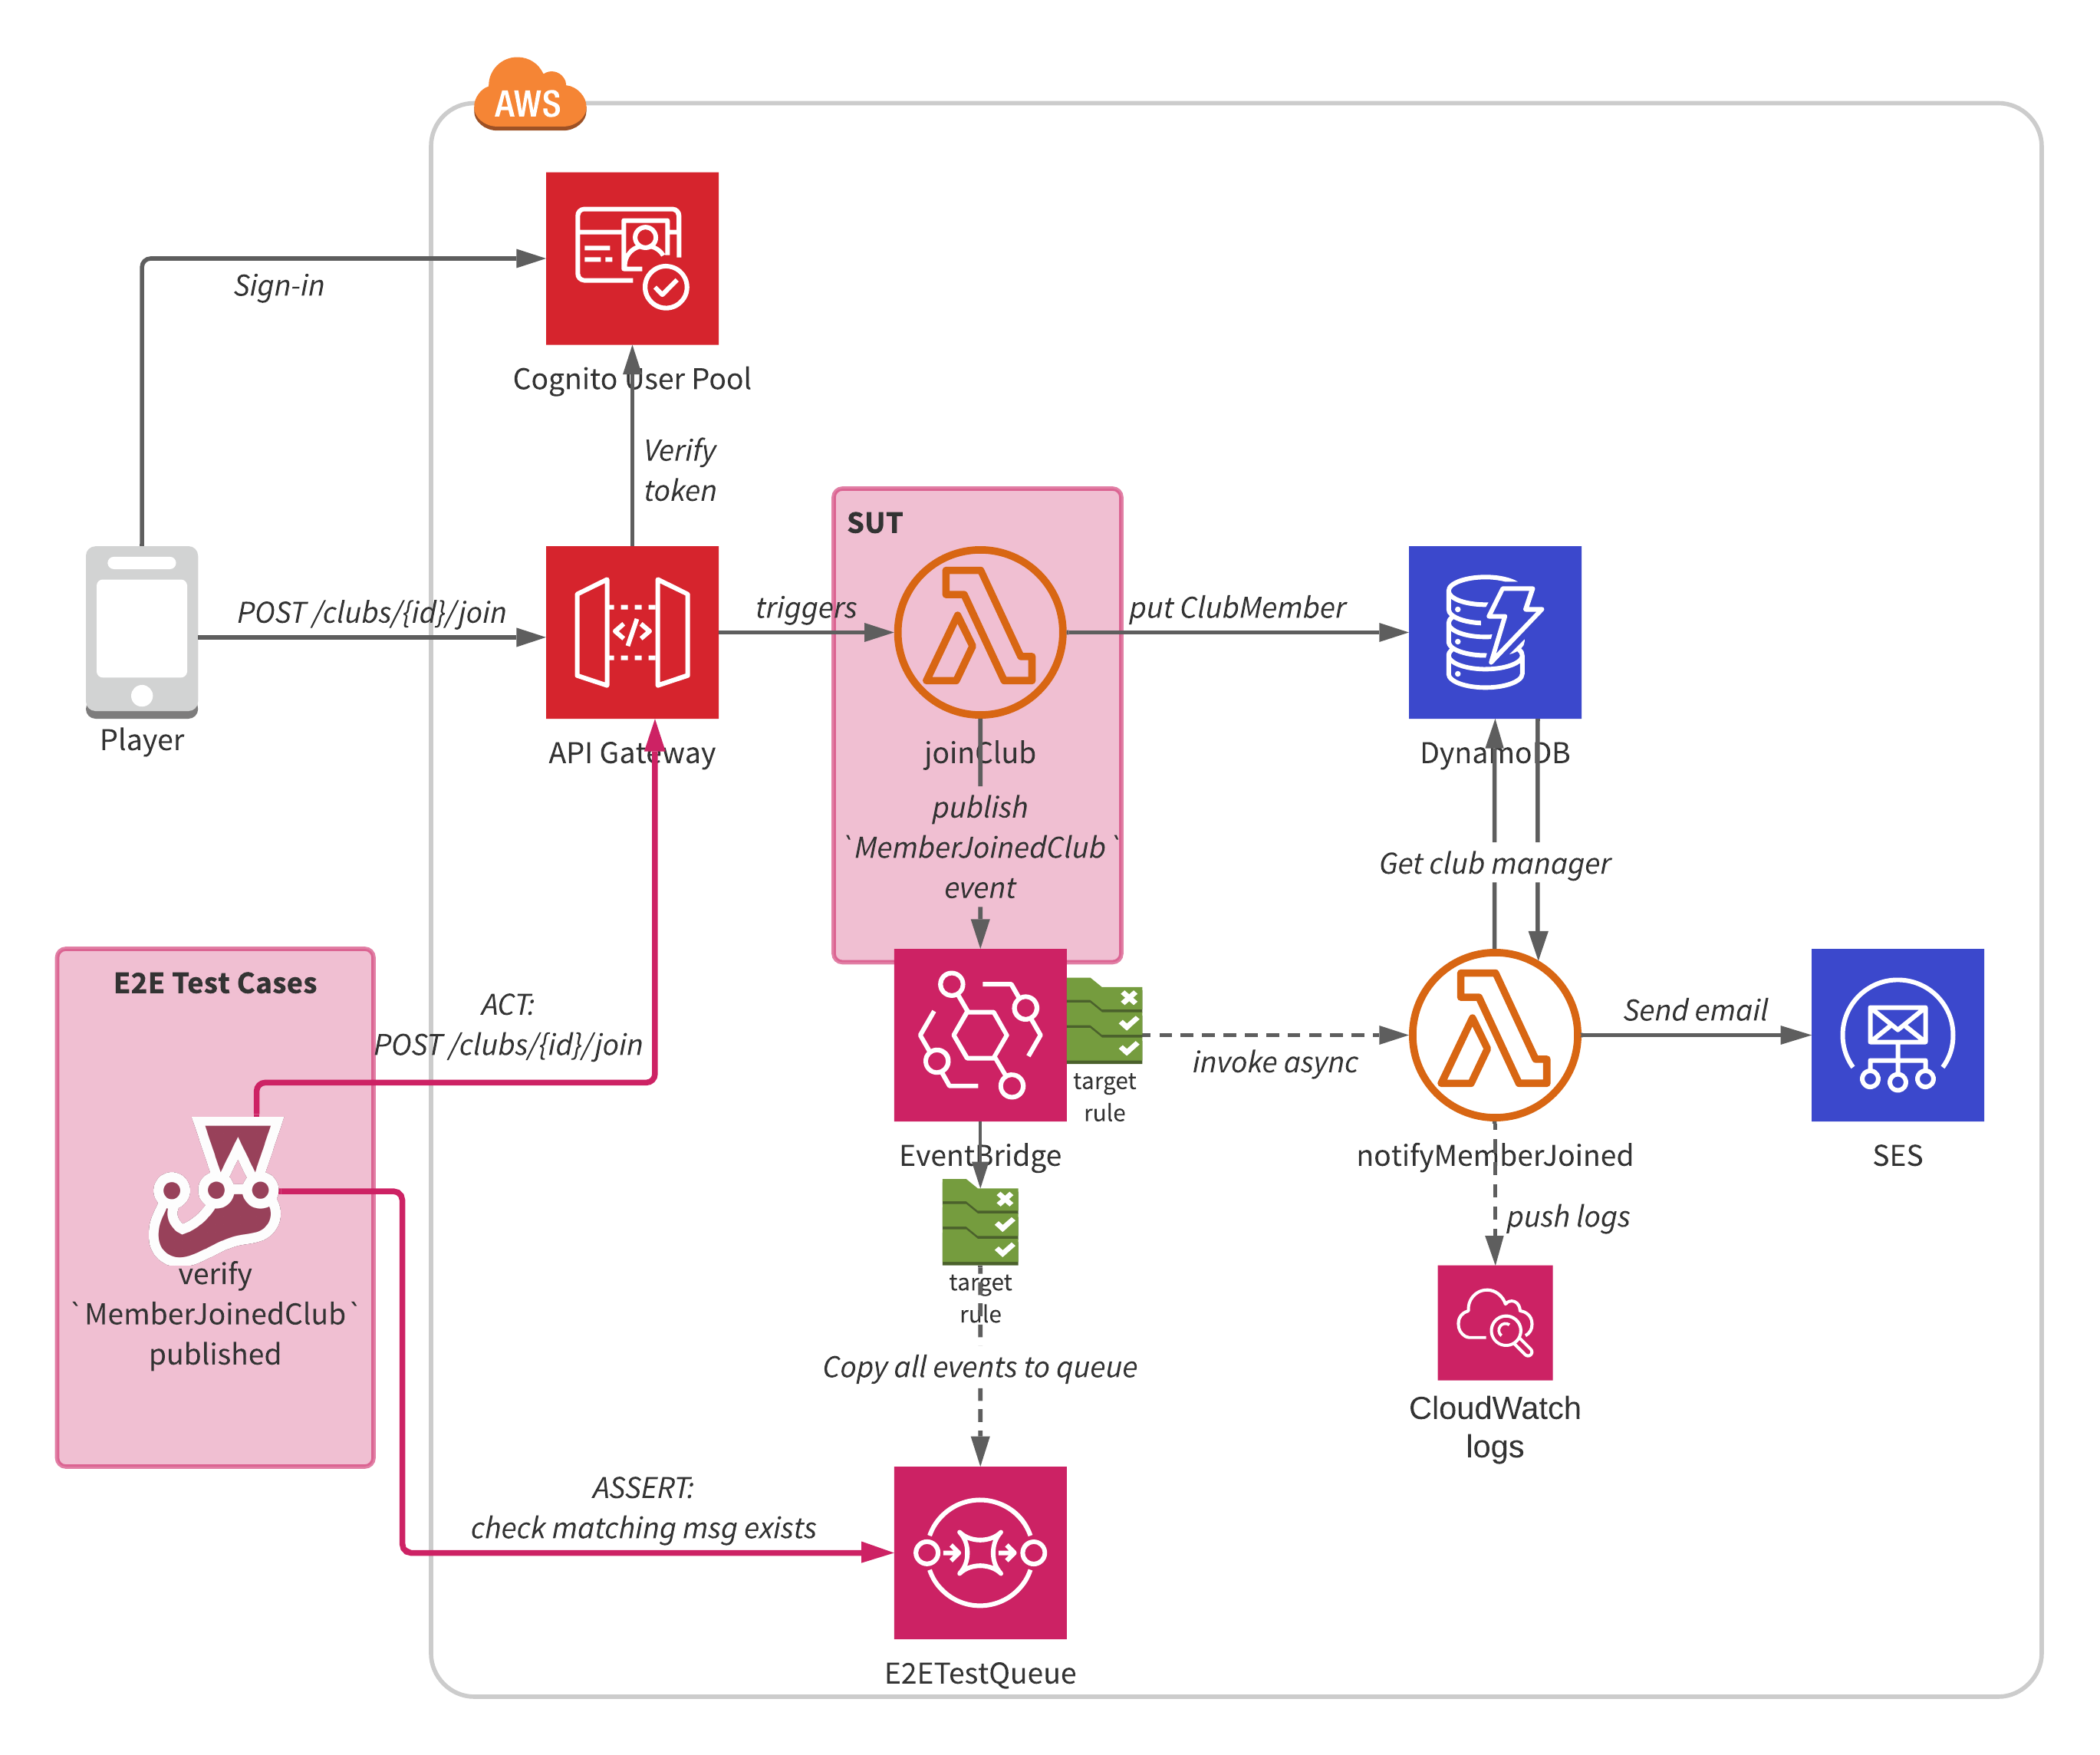 AWS
Sign-in
Cognito User Pool
Verify
token
SUT
POST /clubs/{id}/join
triggers
put ClubMember
Player
API Gateway
joinClub
DynamoDB
publish
`MemberJoinedClub`
event
Get club manager
E2E Test Cases
ACT:
POST /clubs/{id}/join
Send email
invoke async
target
rule
EventBridge
notifyMemberJoined
SES
push logs
verify
`MemberJoinedClub`
published
target
rule
Copy all events to queue
CloudWatch
logs
ASSERT:
check matching msg exists
E2ETestQueue